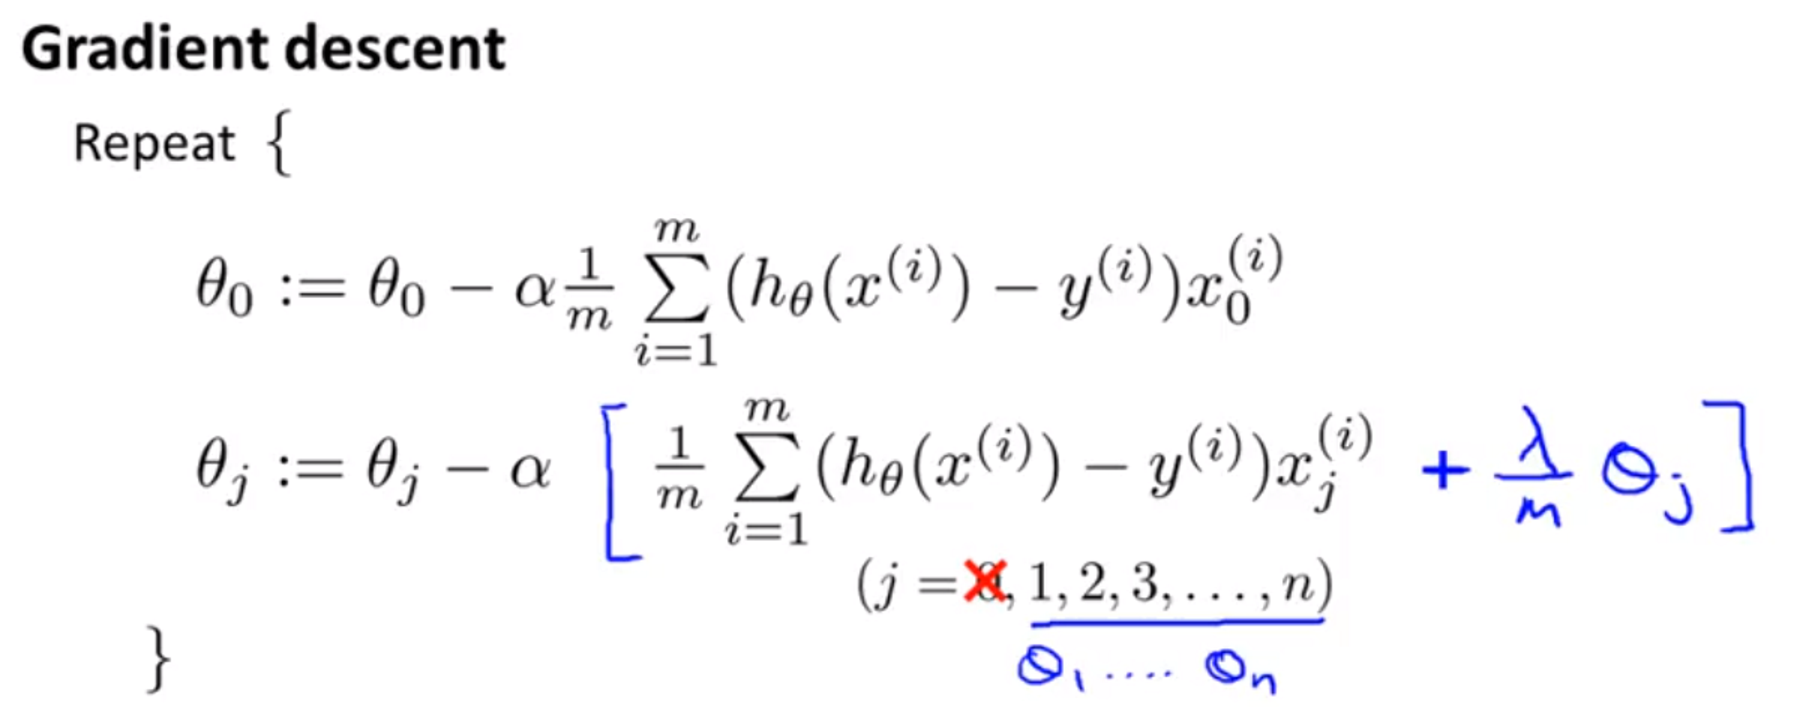 Gradient descent
Repeat {
θ₀ := θ₀ − α 1/m Σ_{i=1}^{m} (h_θ(x^{(i)}) − y^{(i)}) x₀^{(i)}
θ_j := θ_j − α [ 1/m Σ_{i=1}^{m} (h_θ(x^{(i)}) − y^{(i)}) x_j^{(i)} + λ/m θ_j ]
(j = 0, 1, 2, 3, . . . , n)
θ₁ .... θ_n
}